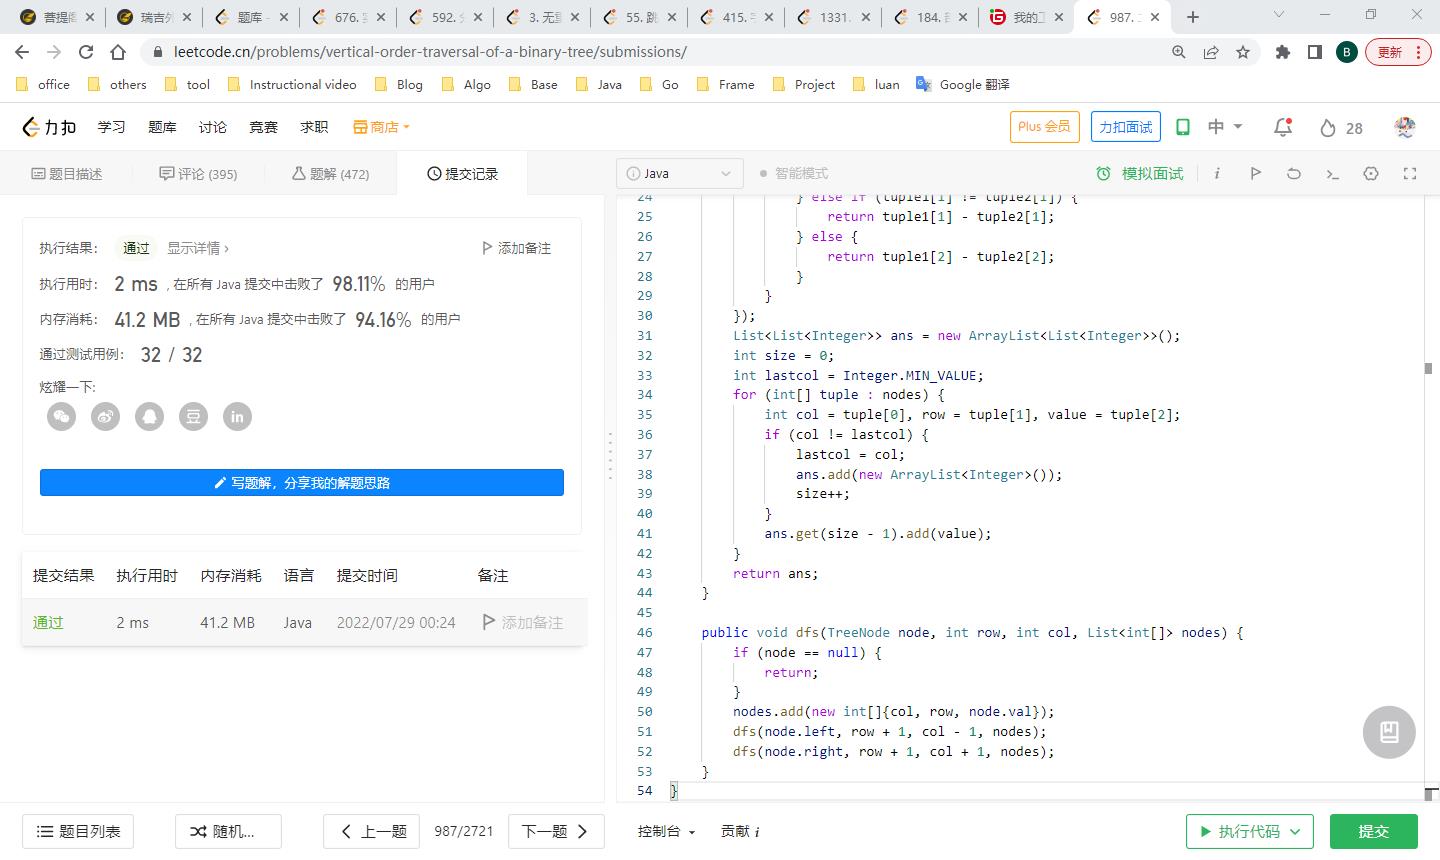 菩提阁
瑞吉外
题库 -
676. 实
592. 分
3. 无重
55. 跳
415. 字
1331.
184. 部
我的工
987. 二
leetcode.cn/problems/vertical-order-traversal-of-a-binary-tree/submissions/
B
更新
office
others
tool
Instructional video
Blog
Algo
Base
Java
Go
Frame
Project
luan
Google 翻译
力扣
学习
题库
讨论
竞赛
求职
商店
Plus 会员
力扣面试
中
28
题目描述
评论 (395)
题解 (472)
提交记录
Java
智能模式
模拟面试
执行结果：
通过
显示详情 ›
添加备注
执行用时： 2 ms , 在所有 Java 提交中击败了 98.11% 的用户
内存消耗： 41.2 MB , 在所有 Java 提交中击败了 94.16% 的用户
通过测试用例： 32 / 32
炫耀一下:
豆
in
写题解，分享我的解题思路
提交结果 执行用时 内存消耗 语言 提交时间 备注
通过 2 ms 41.2 MB Java 2022/07/29 00:24 添加备注
24 } else if (tuple1[1] != tuple2[1]) {
25 return tuple1[1] - tuple2[1];
26 } else {
27 return tuple1[2] - tuple2[2];
28 }
29 }
30 });
31 List<List<Integer>> ans = new ArrayList<List<Integer>>();
32 int size = 0;
33 int lastcol = Integer.MIN_VALUE;
34 for (int[] tuple : nodes) {
35 int col = tuple[0], row = tuple[1], value = tuple[2];
36 if (col != lastcol) {
37 lastcol = col;
38 ans.add(new ArrayList<Integer>());
39 size++;
40 }
41 ans.get(size - 1).add(value);
42 }
43 return ans;
44 }
45
46 public void dfs(TreeNode node, int row, int col, List<int[]> nodes) {
47 if (node == null) {
48 return;
49 }
50 nodes.add(new int[]{col, row, node.val});
51 dfs(node.left, row + 1, col - 1, nodes);
52 dfs(node.right, row + 1, col + 1, nodes);
53 }
54 }
题目列表
随机...
上一题
987/2721
下一题
控制台
贡献 i
执行代码
提交